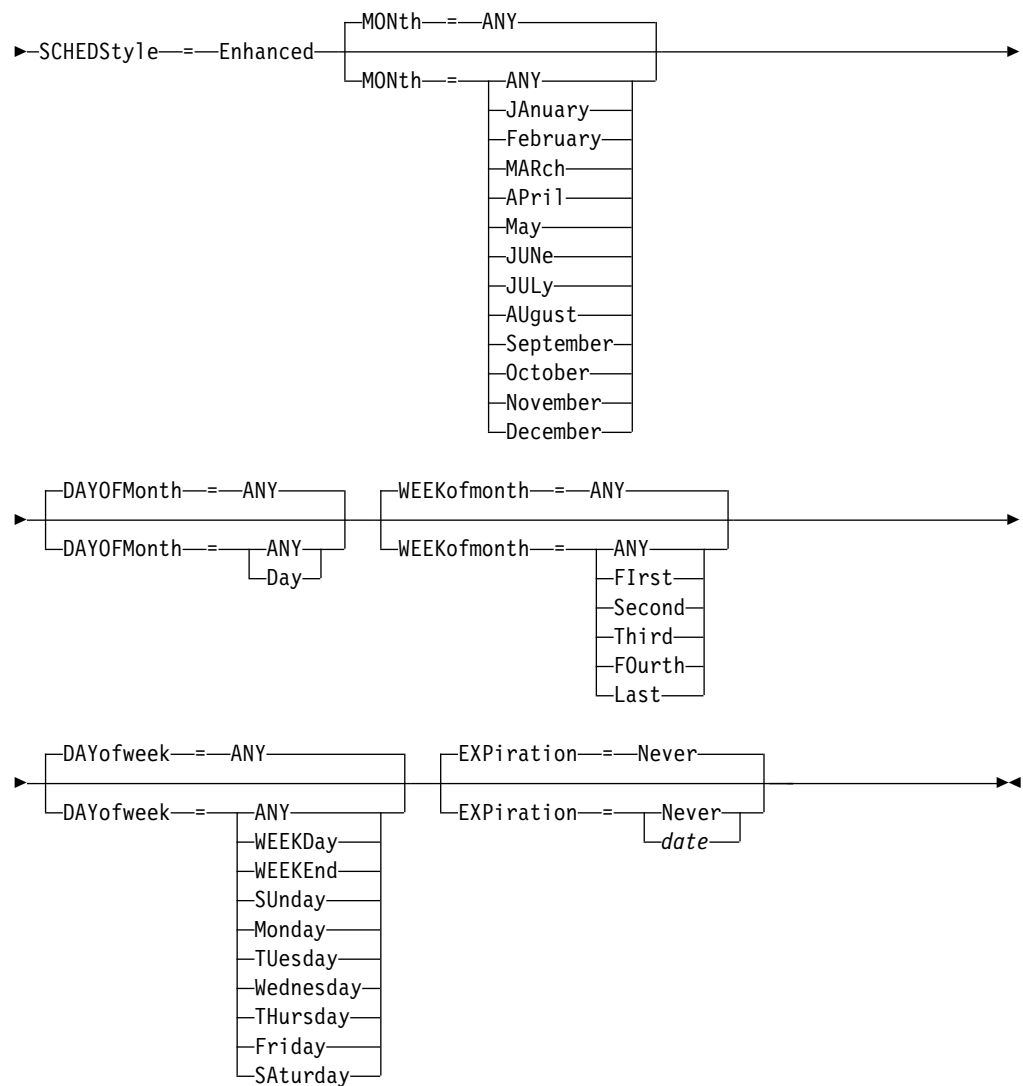 MONth = ANY
SCHEDStyle = Enhanced
MONth = ANY
JAnuary
February
MARch
APril
May
JUNe
JULy
AUgust
September
October
November
December
DAYOFMonth = ANY WEEKofmonth = ANY
DAYOFMonth = ANY WEEKofmonth = ANY
Day FIrst
Second
Third
FOurth
Last
DAYofweek = ANY EXPiration = Never
DAYofweek = ANY EXPiration = Never
WEEKDay date
WEEKEnd
SUnday
Monday
TUesday
Wednesday
THursday
Friday
SAturday